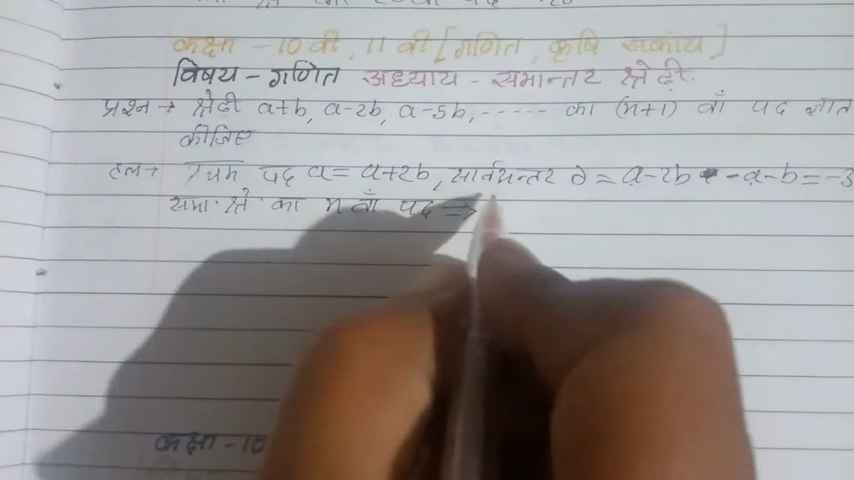 कक्षा - 10 वी, 11 वी [गणित, कृषि संकाय]
विषय - गणित अध्याय - समान्तर श्रेढ़ी.
प्रश्न → श्रेढ़ी a+b, a-2b, a-5b, ----- का (n+1) वाँ पद ज्ञात
कीजिए
हल → प्रथम पद a = a+2b, सार्वअन्तर d = a-2b - a-b = -3
समा. श्रे. का n वाँ पद ⇒
कक्षा - 10